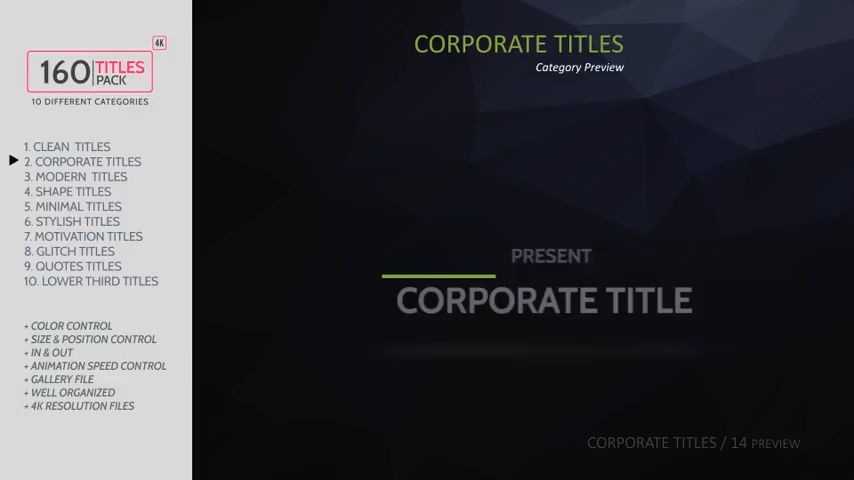 4K
160 TITLES PACK
10 DIFFERENT CATEGORIES
1. CLEAN TITLES
2. CORPORATE TITLES
3. MODERN TITLES
4. SHAPE TITLES
5. MINIMAL TITLES
6. STYLISH TITLES
7. MOTIVATION TITLES
8. GLITCH TITLES
9. QUOTES TITLES
10. LOWER THIRD TITLES
+ COLOR CONTROL
+ SIZE & POSITION CONTROL
+ IN & OUT
+ ANIMATION SPEED CONTROL
+ GALLERY FILE
+ WELL ORGANIZED
+ 4K RESOLUTION FILES
CORPORATE TITLES
Category Preview
PRESENT
CORPORATE TITLE
CORPORATE TITLES / 14 PREVIEW